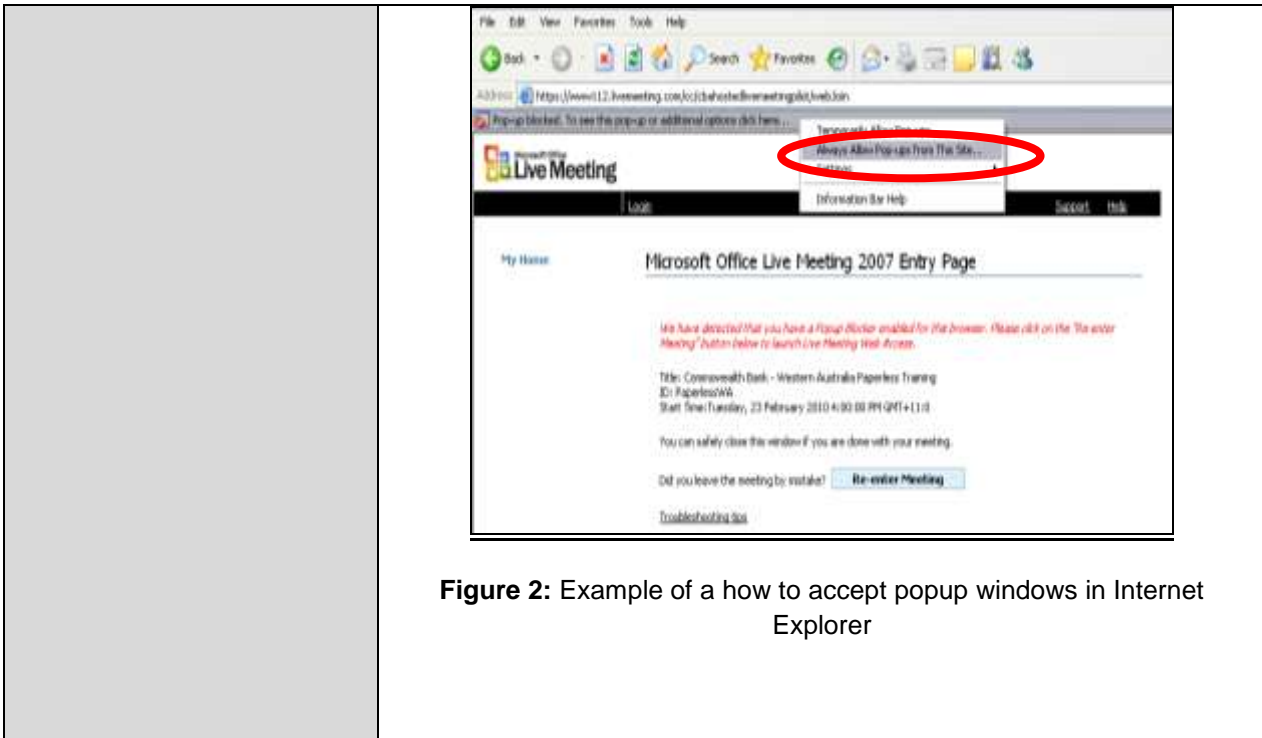 File Edit View Favorites Tools Help
Back Search Favorites
Address https://www112.livemeeting.com/cc/cbahostedlivemeetingpilot/webJoin
Pop-up blocked. To see this pop-up or additional options click here...
Temporarily Allow Pop-ups
Always Allow Pop-ups from This Site...
Settings
Information Bar Help
Microsoft Office
Live Meeting
Login Support Help
My Home
Microsoft Office Live Meeting 2007 Entry Page
We have detected that you have a Popup Blocker enabled for the browser. Please click on the "Re-enter
Meeting" button below to launch Live Meeting Web Access.
Title: Commonwealth Bank - Western Australia Paperless Training
ID: PaperlessWA
Start Time:Tuesday, 23 February 2010 4:00:00 PM GMT+11:0
You can safely close this window if you are done with your meeting.
Did you leave the meeting by mistake? Re-enter Meeting
Troubleshooting tips
Figure 2: Example of a how to accept popup windows in Internet
Explorer